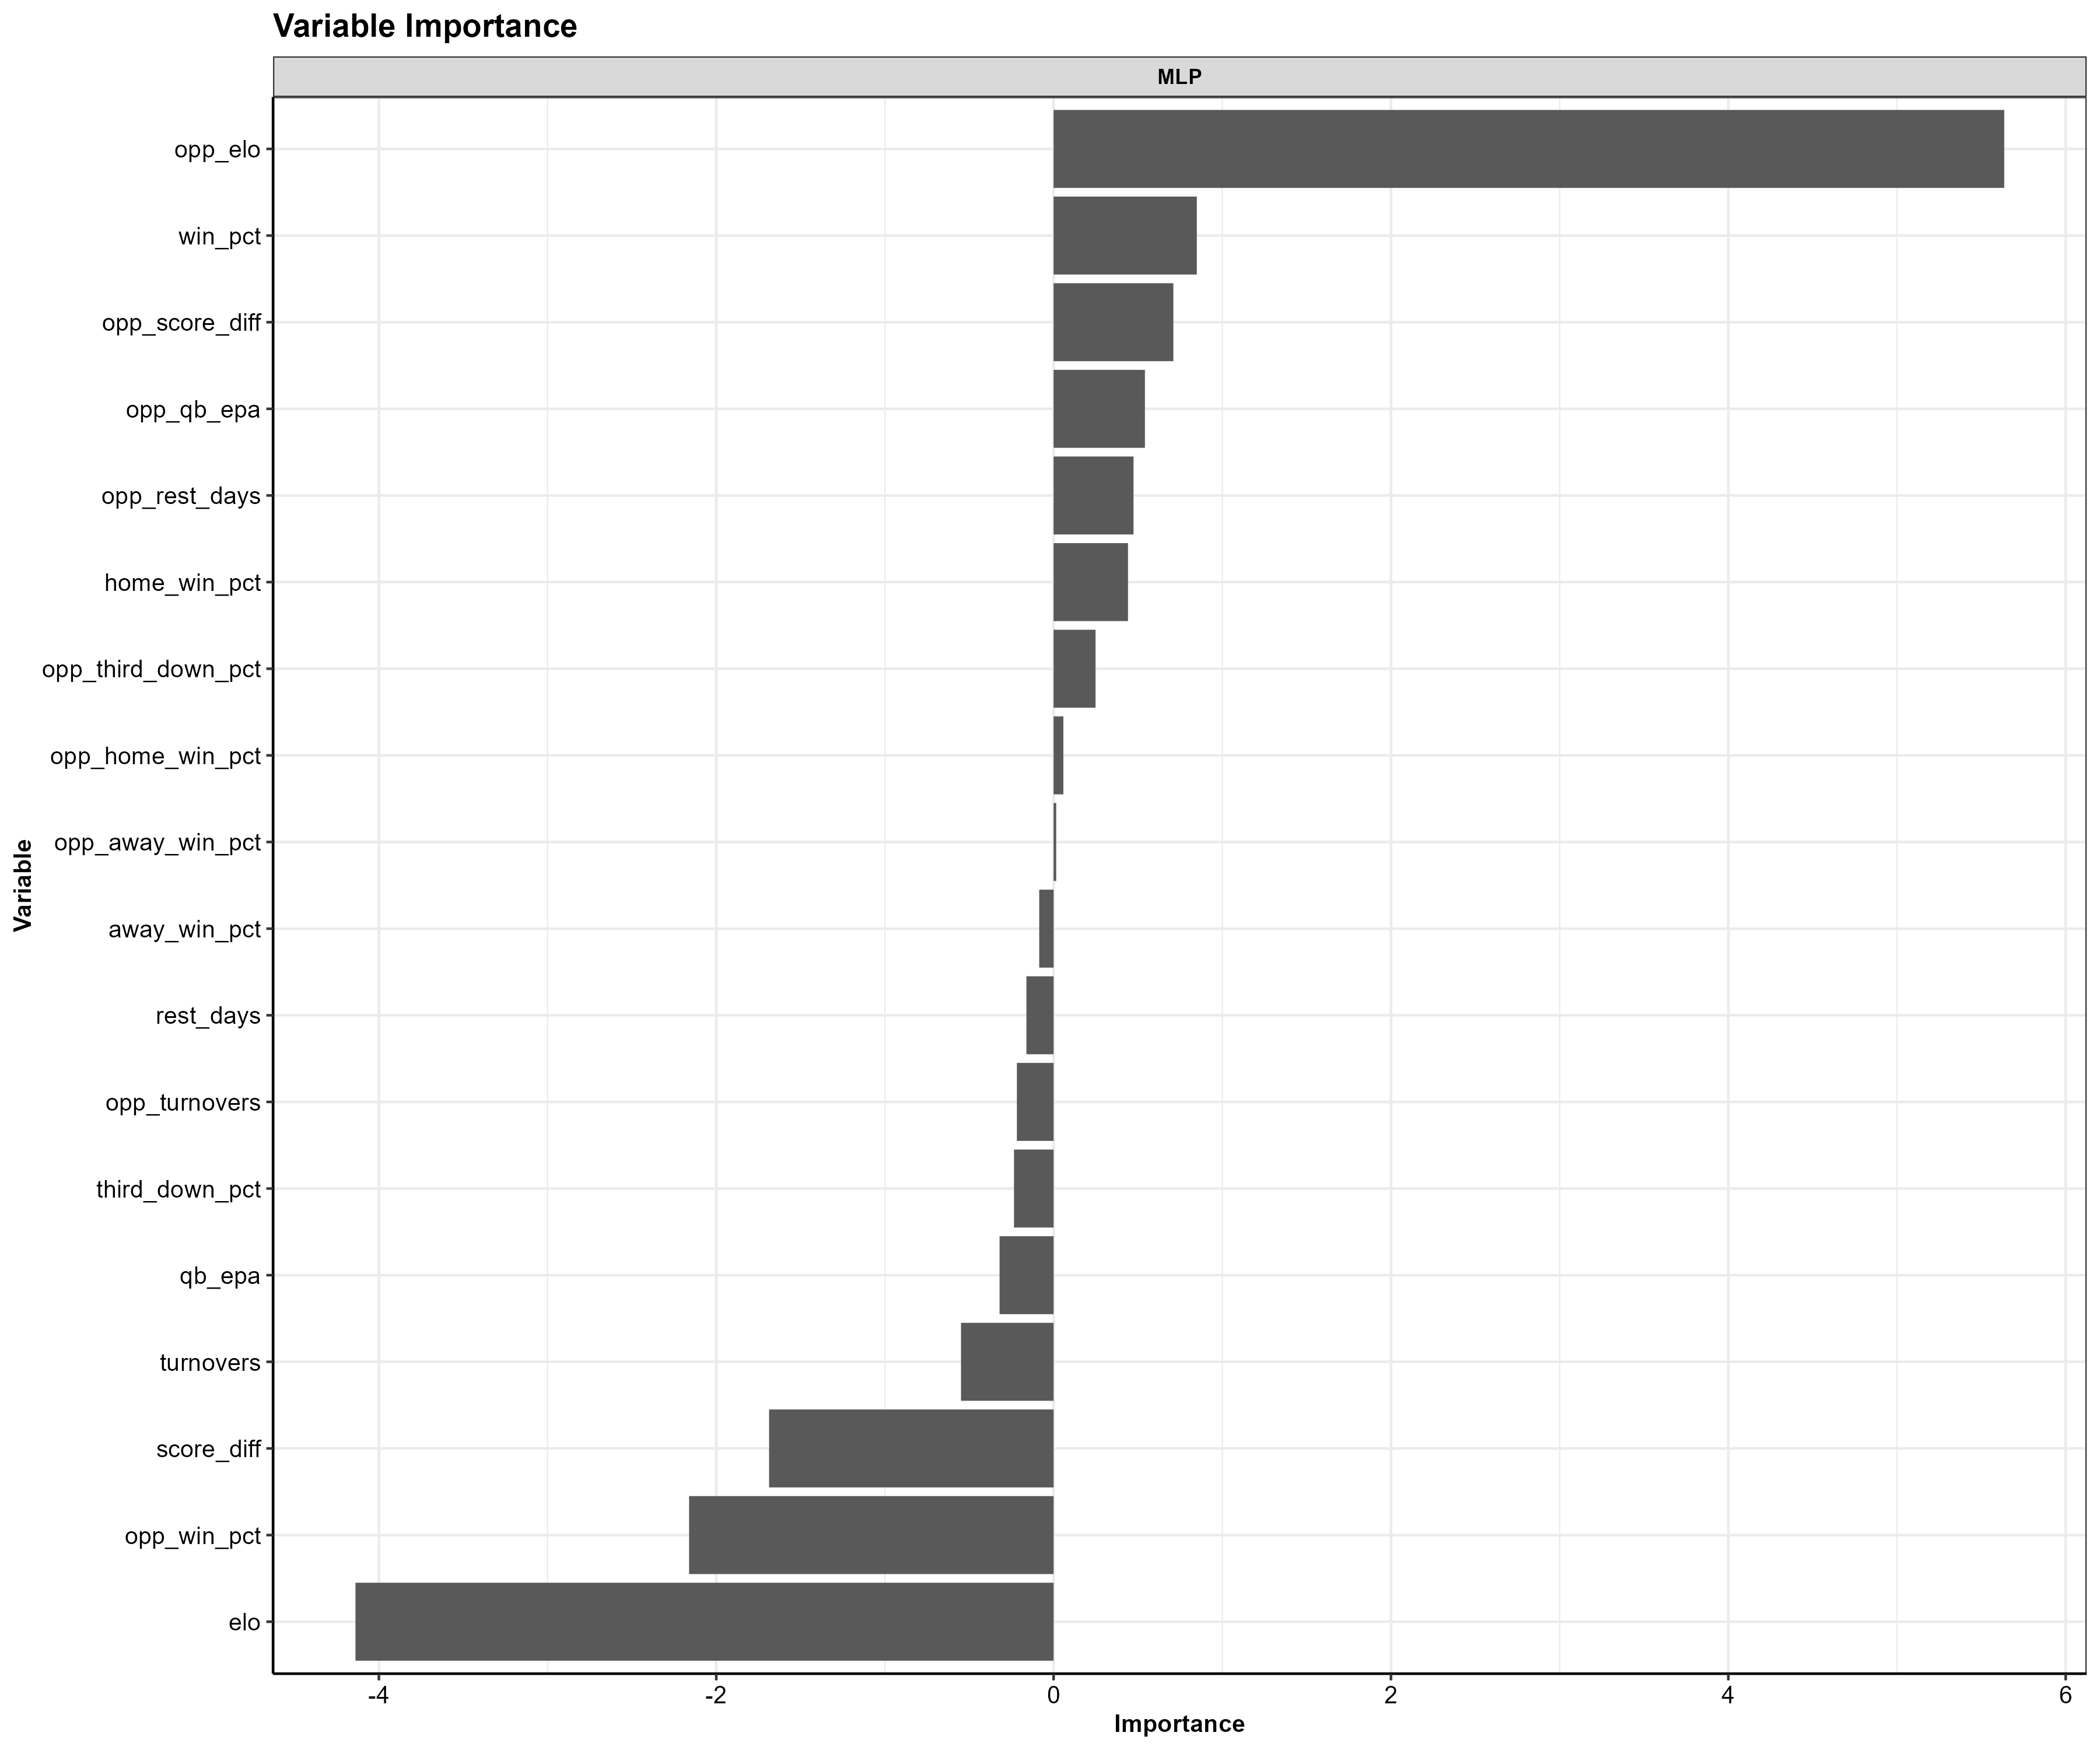 Variable Importance
MLP
opp_elo
win_pct
opp_score_diff
opp_qb_epa
opp_rest_days
home_win_pct
opp_third_down_pct
opp_home_win_pct
opp_away_win_pct
away_win_pct
rest_days
opp_turnovers
third_down_pct
qb_epa
turnovers
score_diff
opp_win_pct
elo
Variable
-4 -2 0 2 4 6
Importance